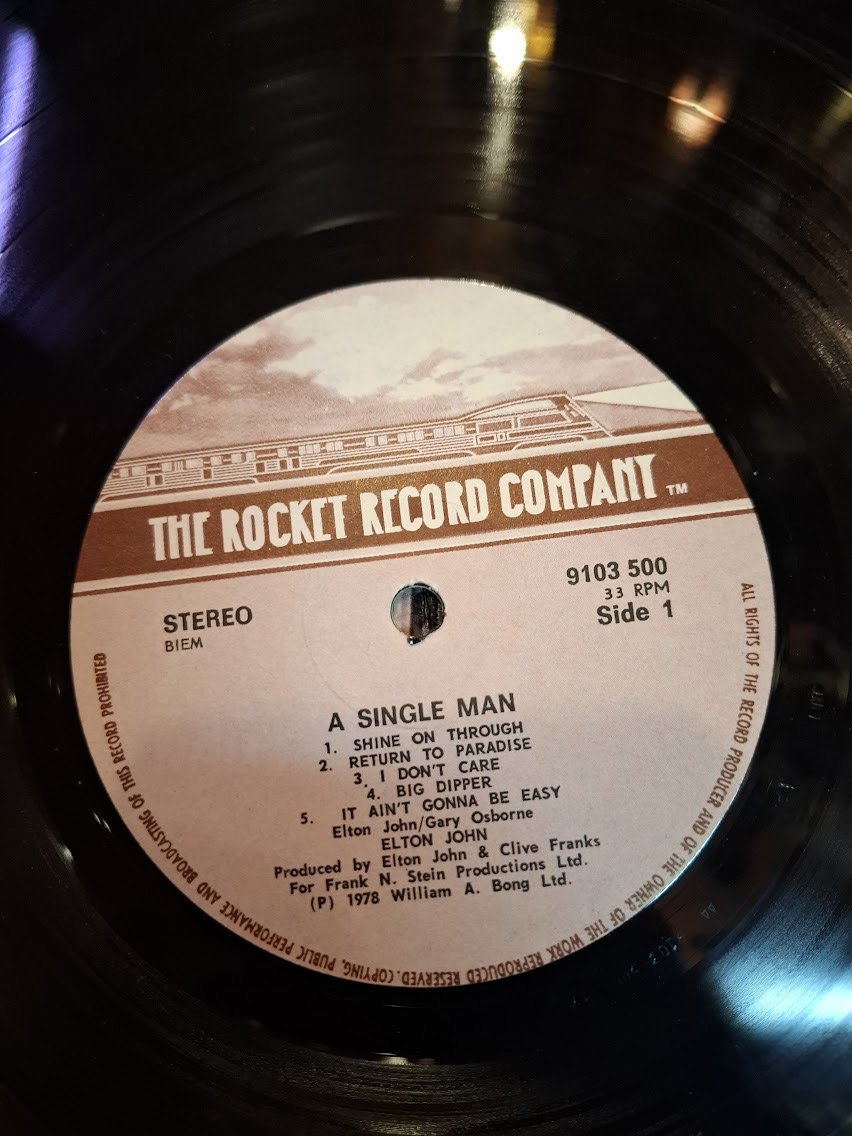 THE ROCKET RECORD COMPANY TM
STEREO
BIEM
9103 500
33 RPM
Side 1
A SINGLE MAN
1. SHINE ON THROUGH
2. RETURN TO PARADISE
3. I DON'T CARE
4. BIG DIPPER
5. IT AIN'T GONNA BE EASY
Elton John/Gary Osborne
ELTON JOHN
Produced by Elton John & Clive Franks
For Frank N. Stein Productions Ltd.
(P) 1978 William A. Bong Ltd.
ALL RIGHTS OF THE RECORD PRODUCER AND OF THE OWNER OF THE WORK REPRODUCED RESERVED. COPYING, PUBLIC PERFORMANCE AND BROADCASTING OF THIS RECORD PROHIBITED